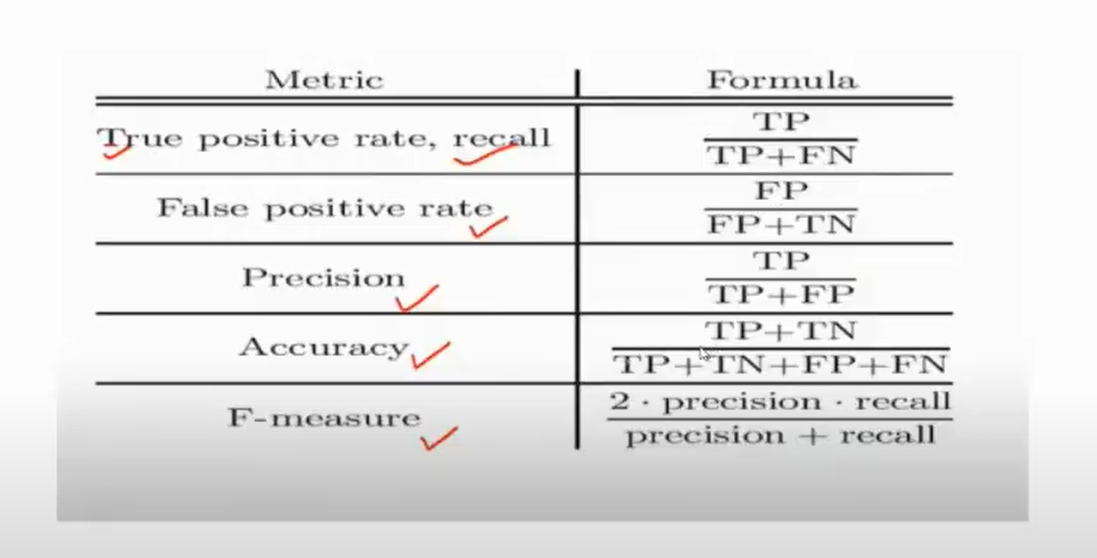 Metric Formula
True positive rate, recall TP
TP+FN
False positive rate FP
FP+TN
Precision TP
TP+FP
Accuracy TP+TN
TP+TN+FP+FN
F-measure 2 · precision · recall
precision + recall